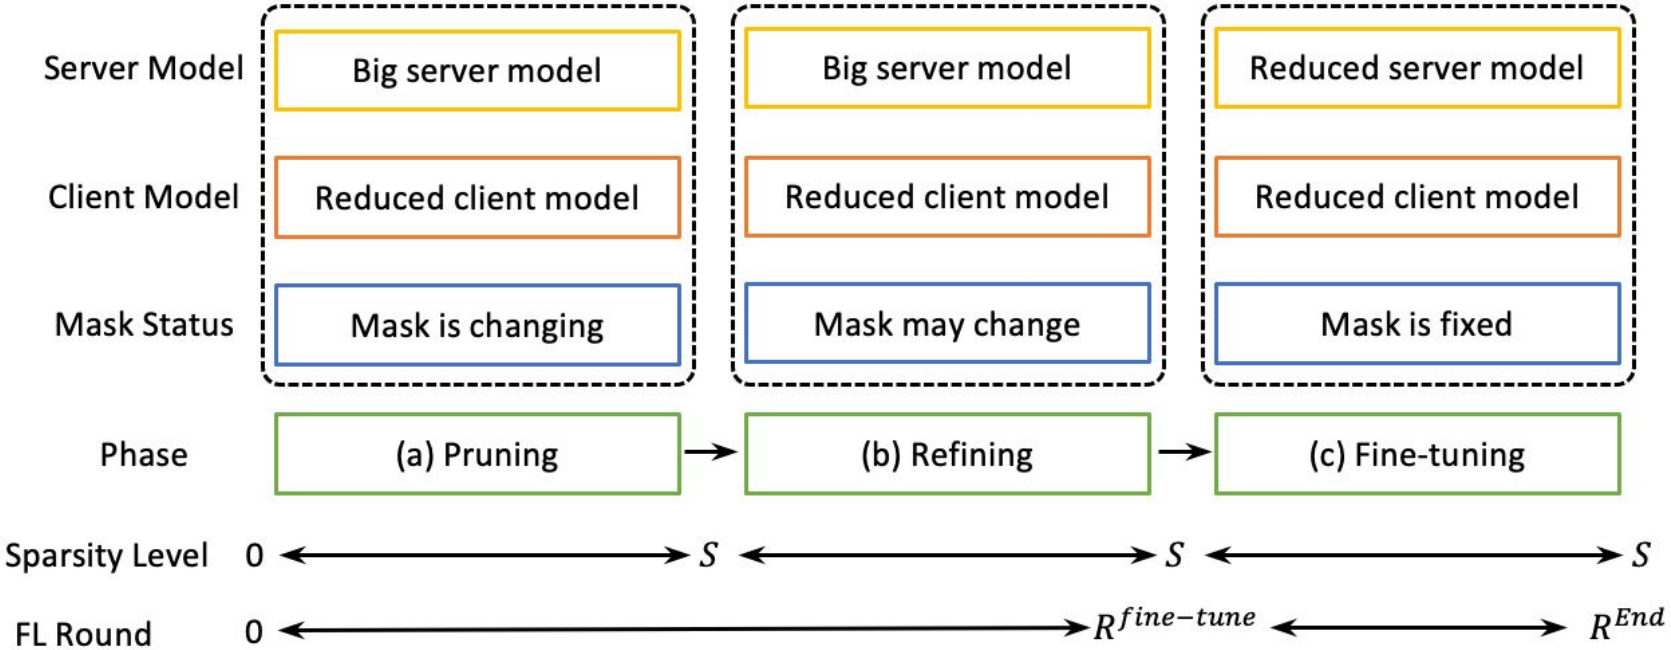 Server Model Big server model Big server model Reduced server model
Client Model Reduced client model Reduced client model Reduced client model
Mask Status Mask is changing Mask may change Mask is fixed
Phase (a) Pruning (b) Refining (c) Fine-tuning
Sparsity Level 0 S S S
FL Round 0 R^{fine-tune} R^{End}